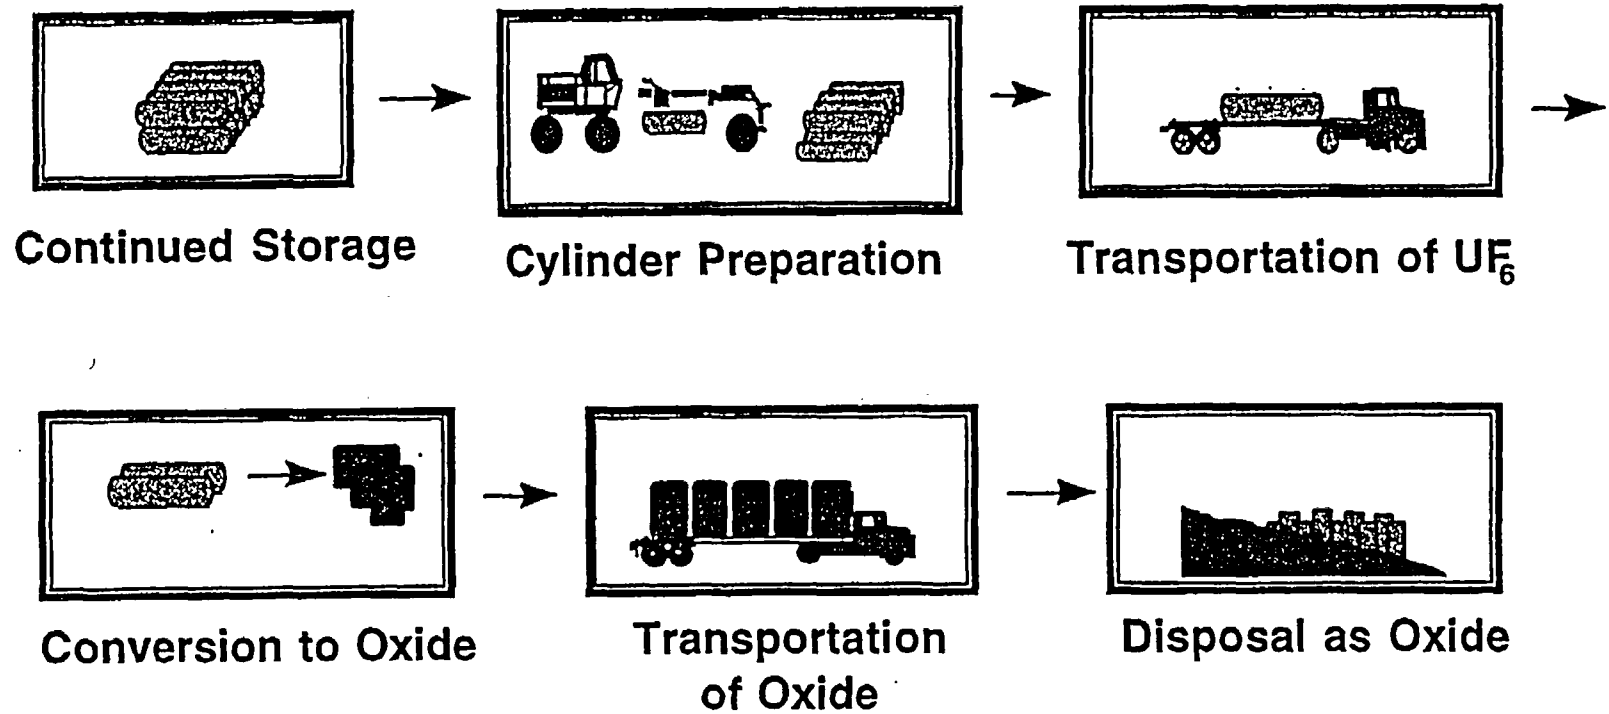 Continued Storage
Cylinder Preparation
Transportation of UF₆
Conversion to Oxide
Transportation
of Oxide
Disposal as Oxide